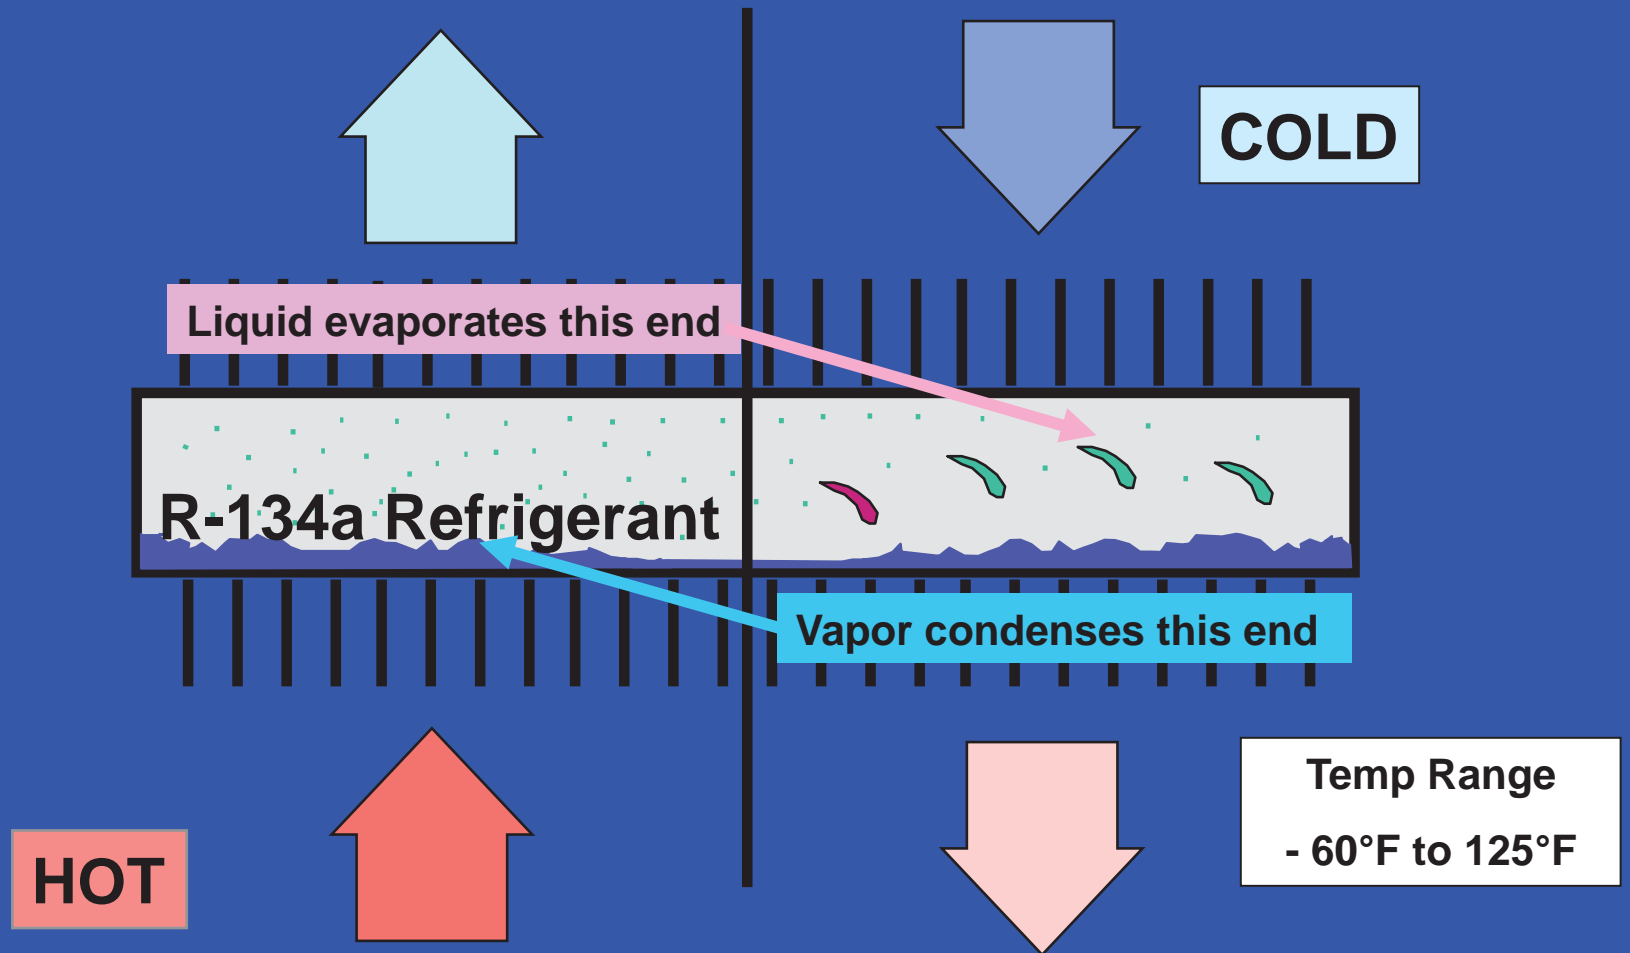 COLD
Liquid evaporates this end
R-134a Refrigerant
Vapor condenses this end
Temp Range
- 60°F to 125°F
HOT